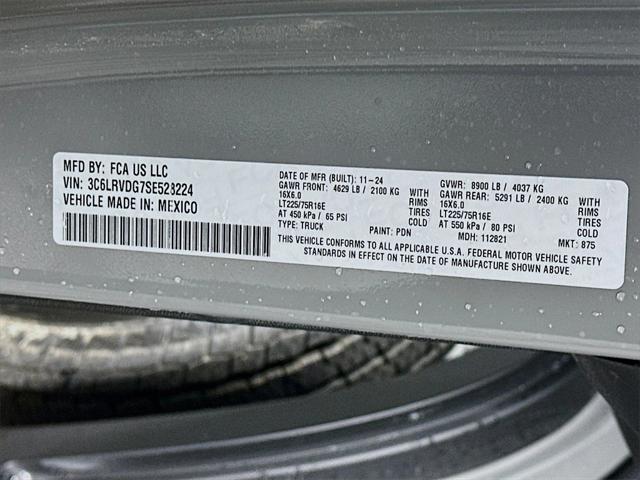 MFD BY: FCA US LLC
VIN: 3C6LRVDG7SE528224
VEHICLE MADE IN: MEXICO
DATE OF MFR (BUILT): 11-24 GVWR: 8900 LB / 4037 KG
GAWR FRONT: 4629 LB / 2100 KG GAWR REAR: 5291 LB / 2400 KG
16X6.0 RIMS 16X6.0 RIMS
LT225/75R16E TIRES LT225/75R16E TIRES
AT 450 kPa / 65 PSI COLD AT 550 kPa / 80 PSI COLD
TYPE: TRUCK PAINT: PDN MDH: 112821 MKT: 875
THIS VEHICLE CONFORMS TO ALL APPLICABLE U.S.A. FEDERAL MOTOR VEHICLE SAFETY
STANDARDS IN EFFECT ON THE DATE OF MANUFACTURE SHOWN ABOVE.